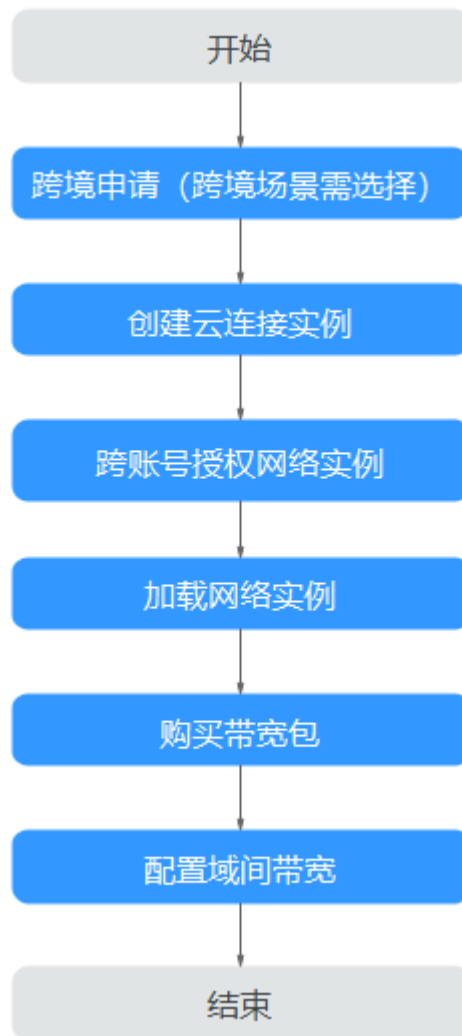 开始
跨境申请（跨境场景需选择）
创建云连接实例
跨账号授权网络实例
加载网络实例
购买带宽包
配置域间带宽
结束